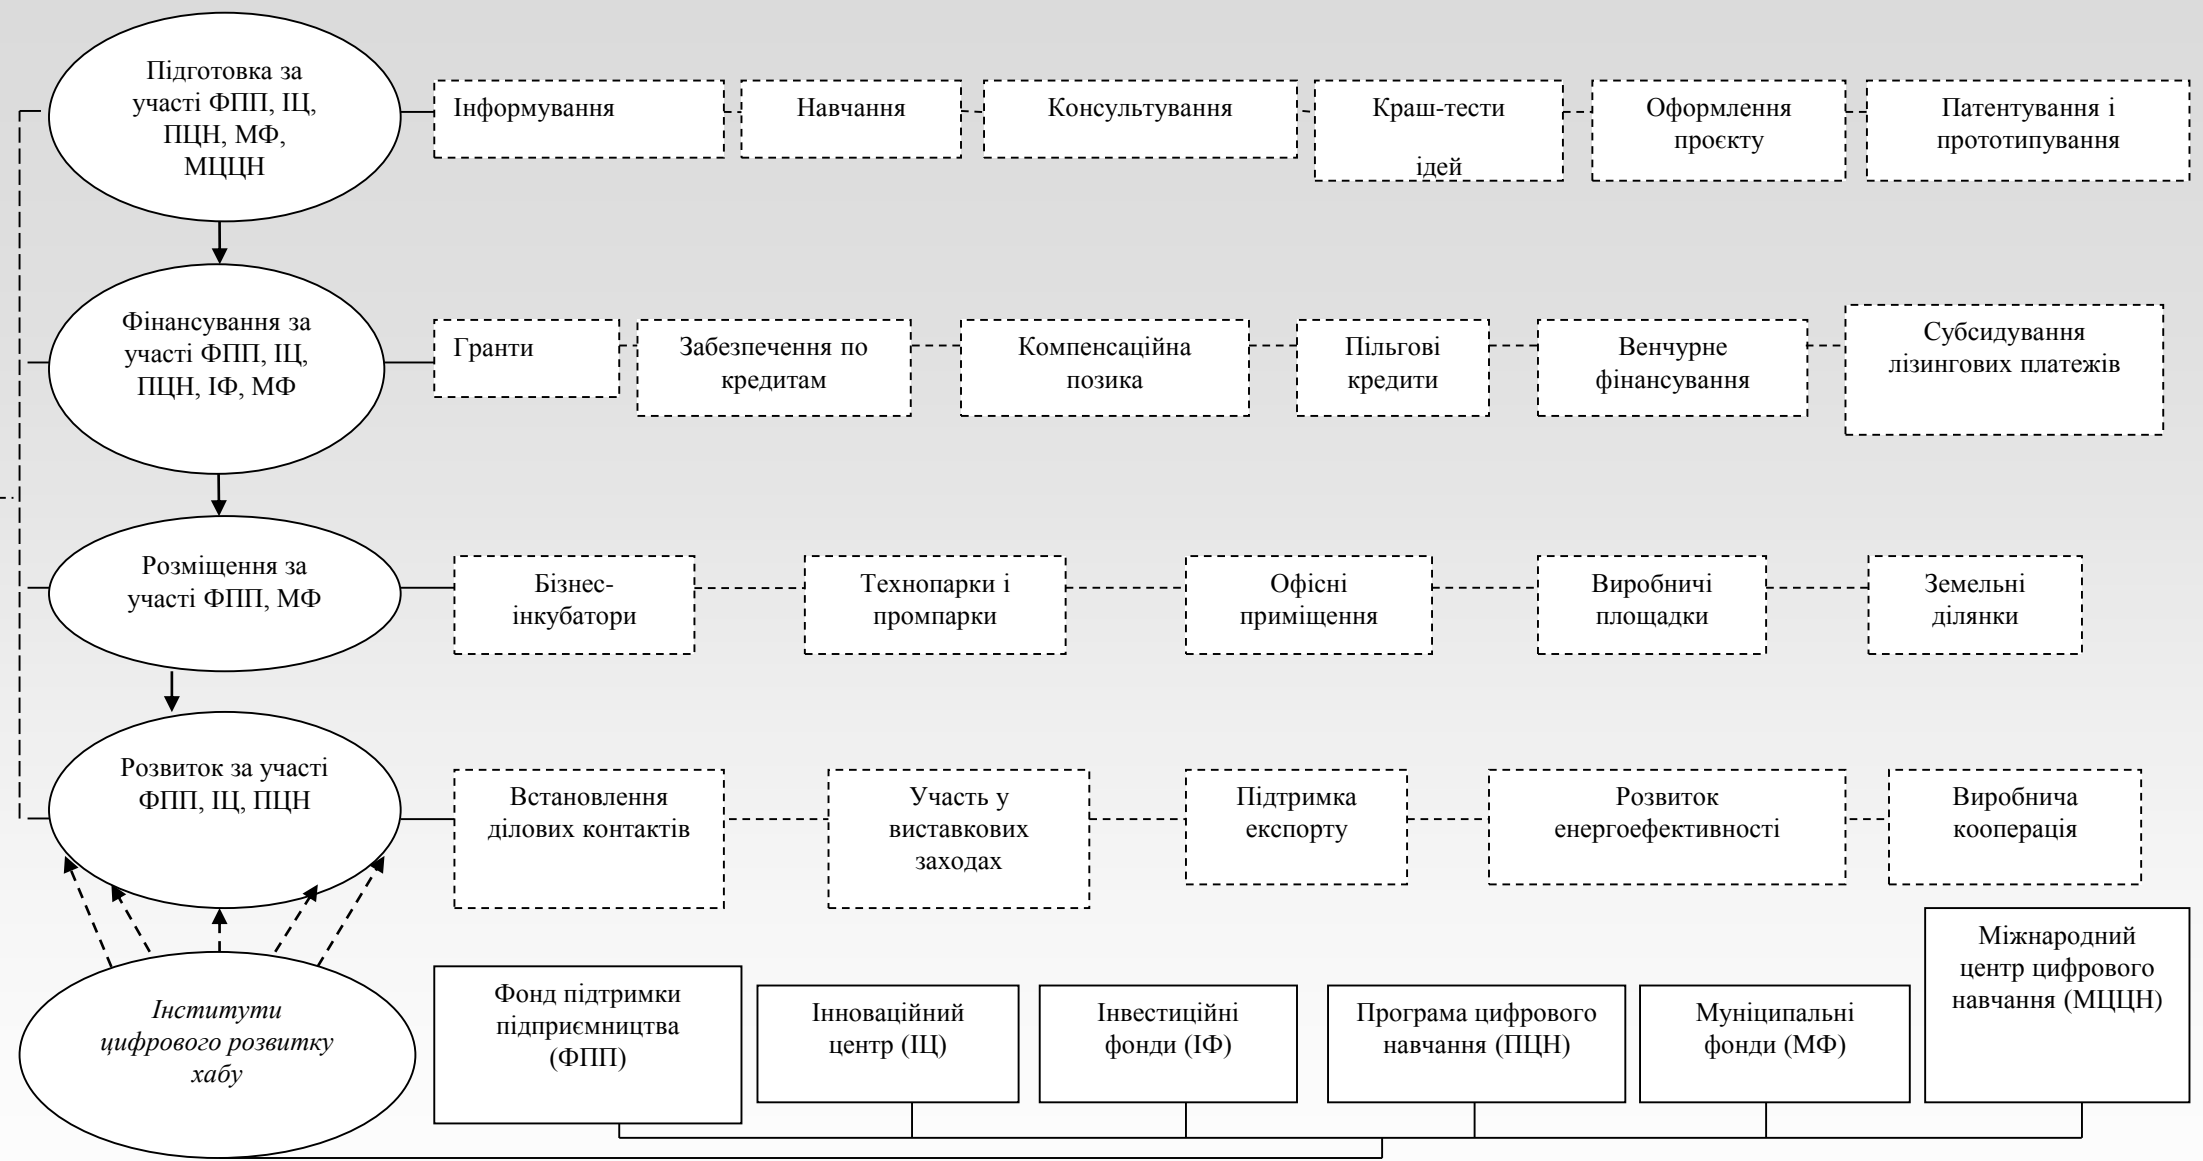 Підготовка за
участі ФПП, ІЦ,
ПЦН, МФ,
МЦЦН
Інформування
Навчання
Консультування
Краш-тести
ідей
Оформлення
проєкту
Патентування і
прототипування
Фінансування за
участі ФПП, ІЦ,
ПЦН, ІФ, МФ
Гранти
Забезпечення по
кредитам
Компенсаційна
позика
Пільгові
кредити
Венчурне
фінансування
Субсидування
лізингових платежів
Розміщення за
участі ФПП, МФ
Бізнес-
інкубатори
Технопарки і
промпарки
Офісні
приміщення
Виробничі
площадки
Земельні
ділянки
Розвиток за участі
ФПП, ІЦ, ПЦН
Встановлення
ділових контактів
Участь у
виставкових
заходах
Підтримка
експорту
Розвиток
енергоефективності
Виробнича
кооперація
Інститути
цифрового розвитку
хабу
Фонд підтримки
підприємництва
(ФПП)
Інноваційний
центр (ІЦ)
Інвестиційні
фонди (ІФ)
Програма цифрового
навчання (ПЦН)
Муніципальні
фонди (МФ)
Міжнародний
центр цифрового
навчання (МЦЦН)